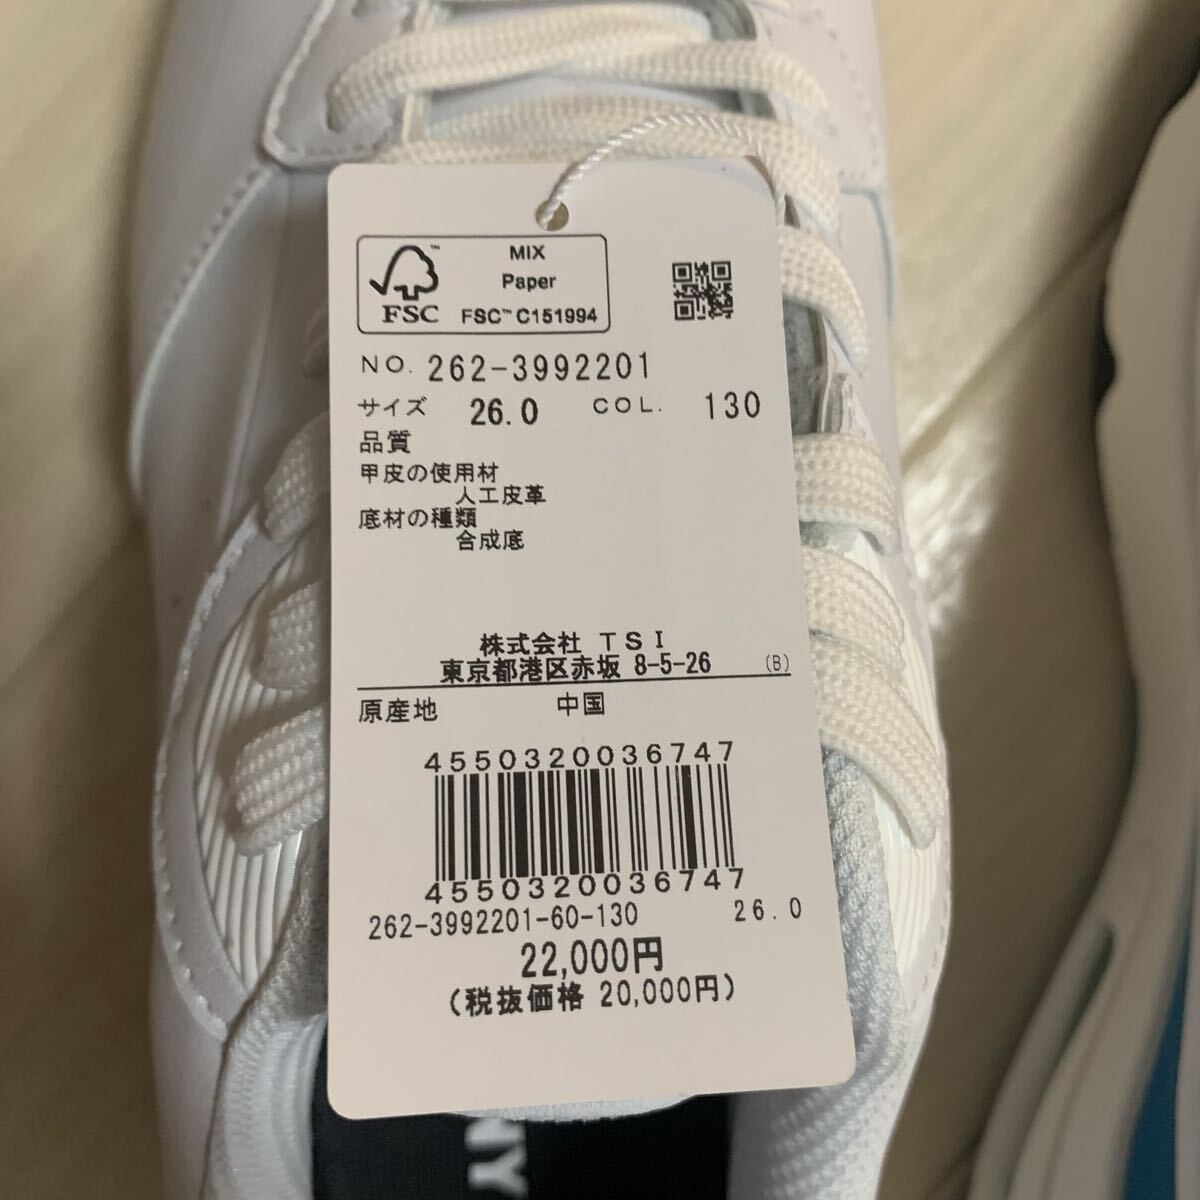 MIX
Paper
FSC™ C151994
FSC™
NO. 262-3992201
サイズ 26.0 COL. 130
品質
甲皮の使用材
人工皮革
底材の種類
合成底
株式会社 TSI
東京都港区赤坂 8-5-26 (B)
原産地 中国
4550320036747
4550320036747
262-3992201-60-130 26.0
22,000円
(税抜価格 20,000円)
NY